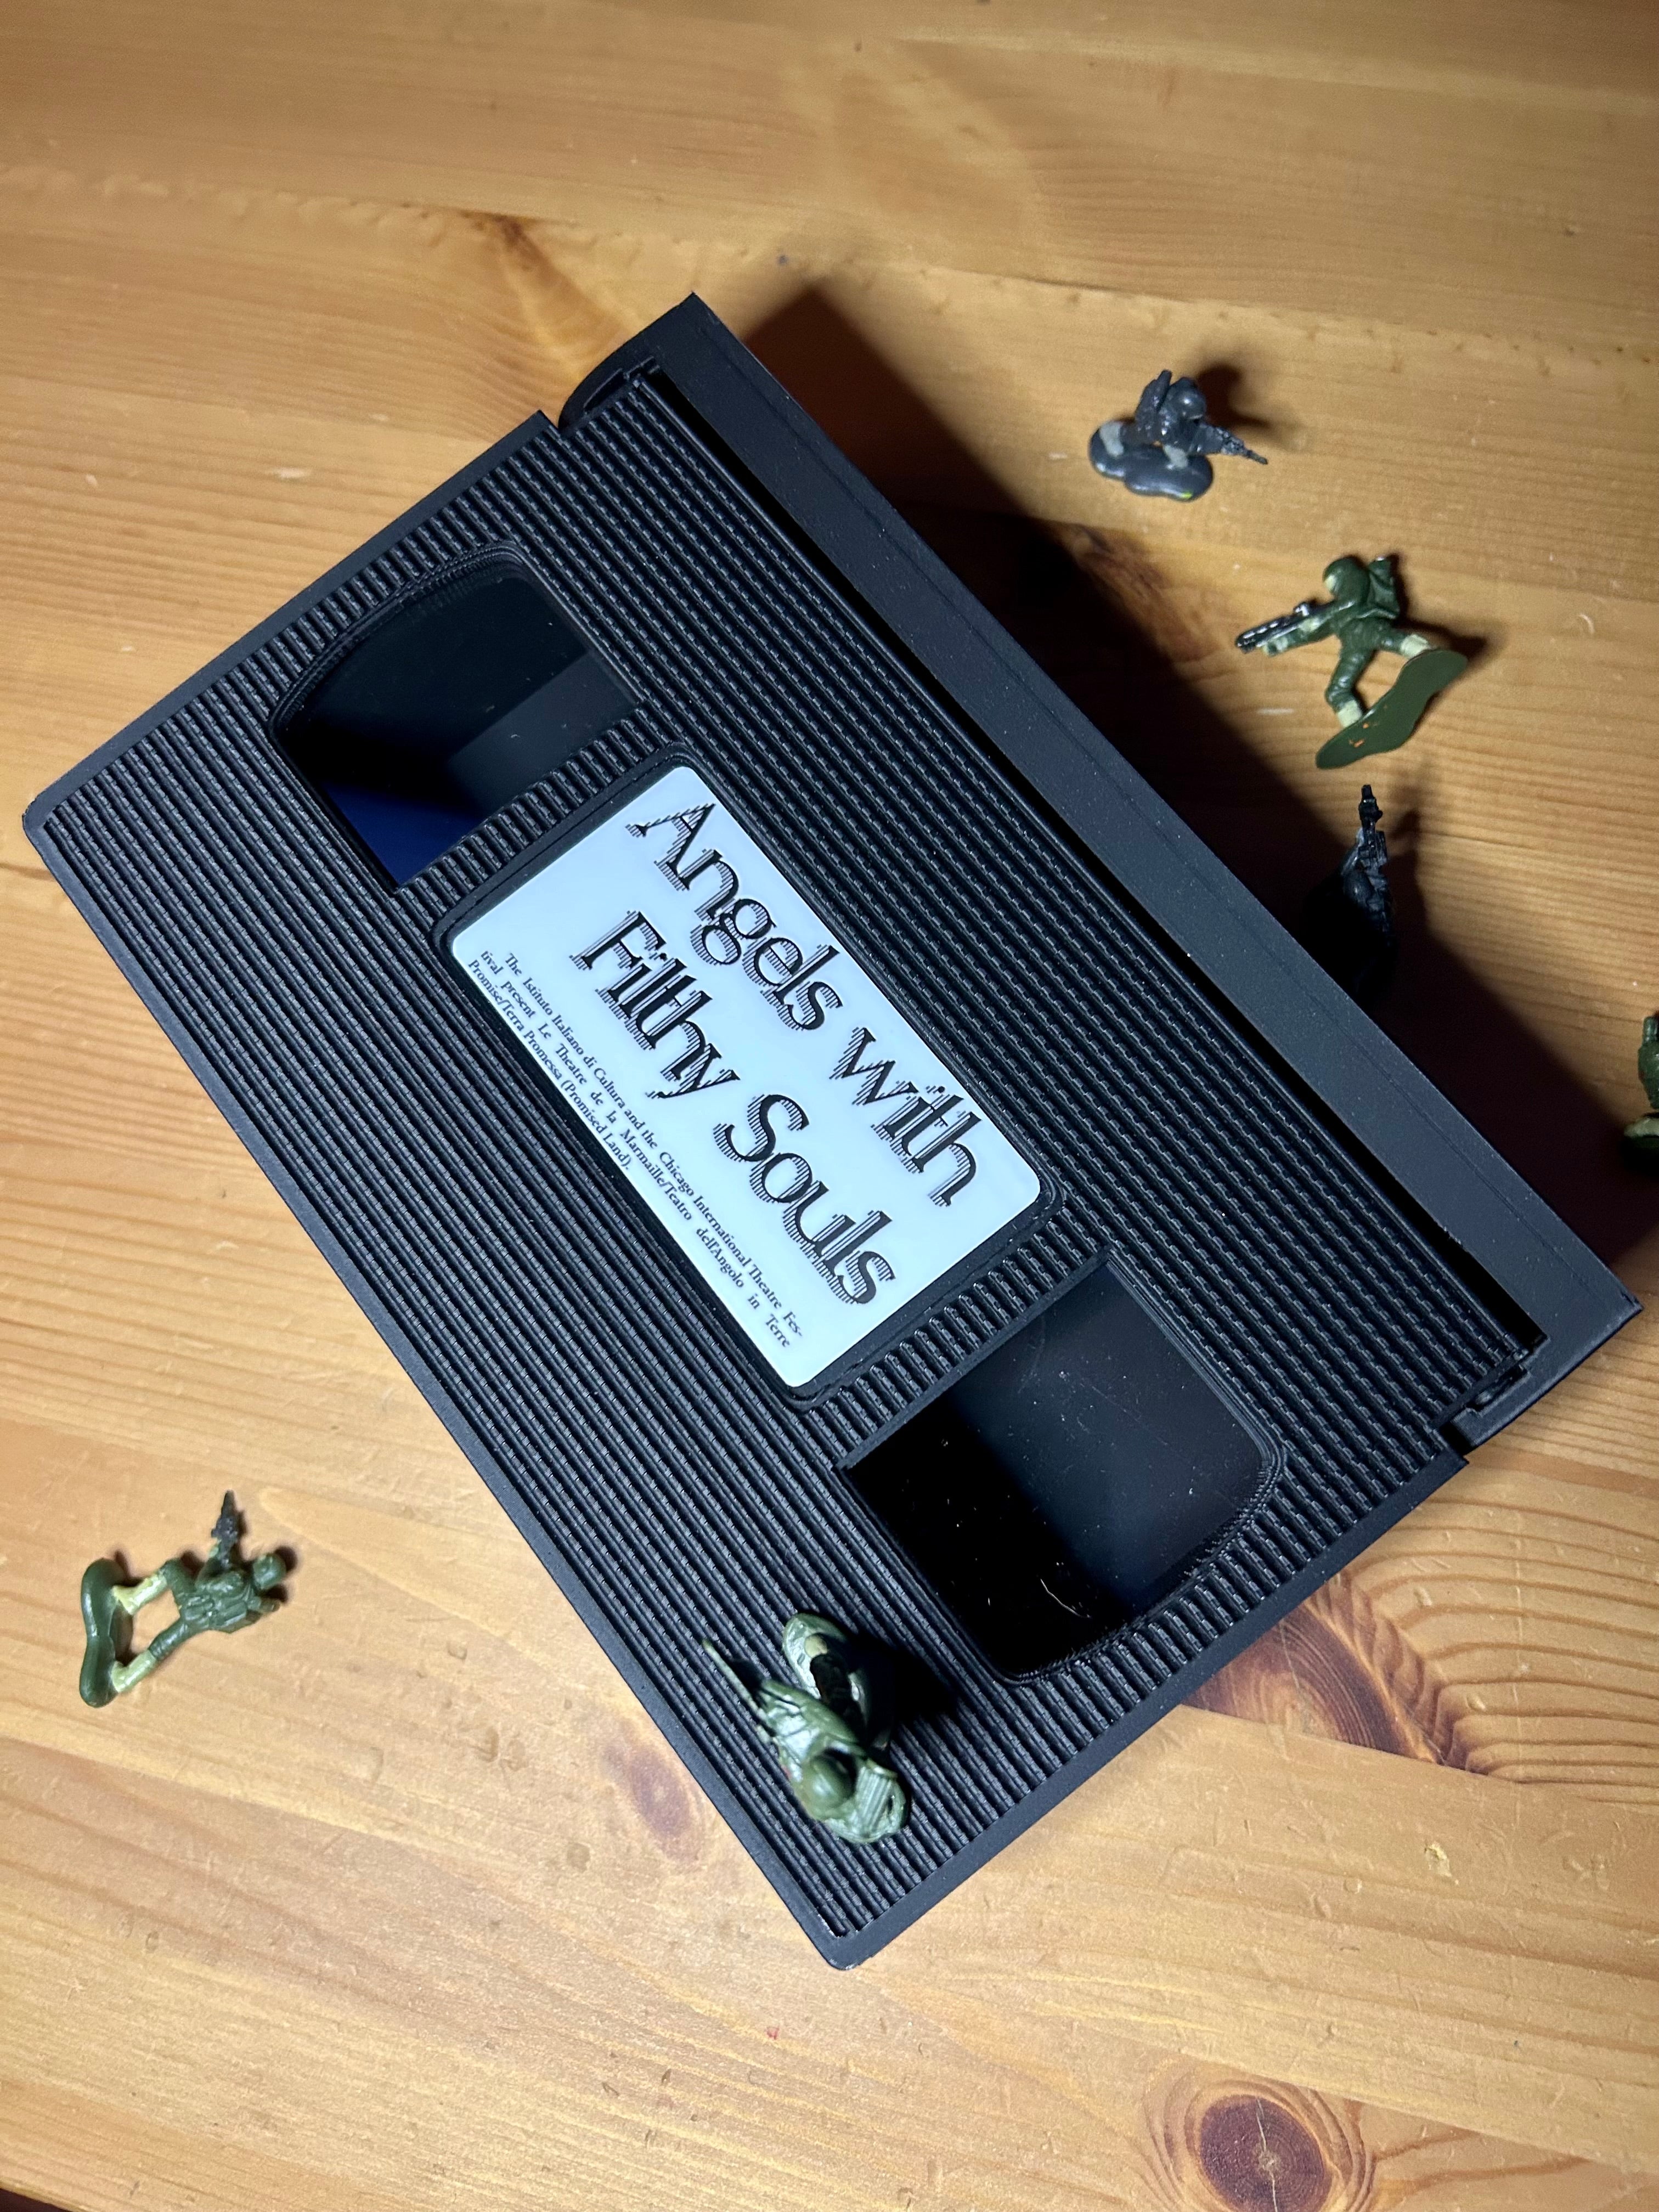 Angels with
Filthy Souls
The Istituto Italiano di Cultura and the Chicago International Theatre Fes-
tival present Le Theatre de la Marmaille/Teatro dell'Angolo in Terre
Promise/Terra Promessa (Promised Land).